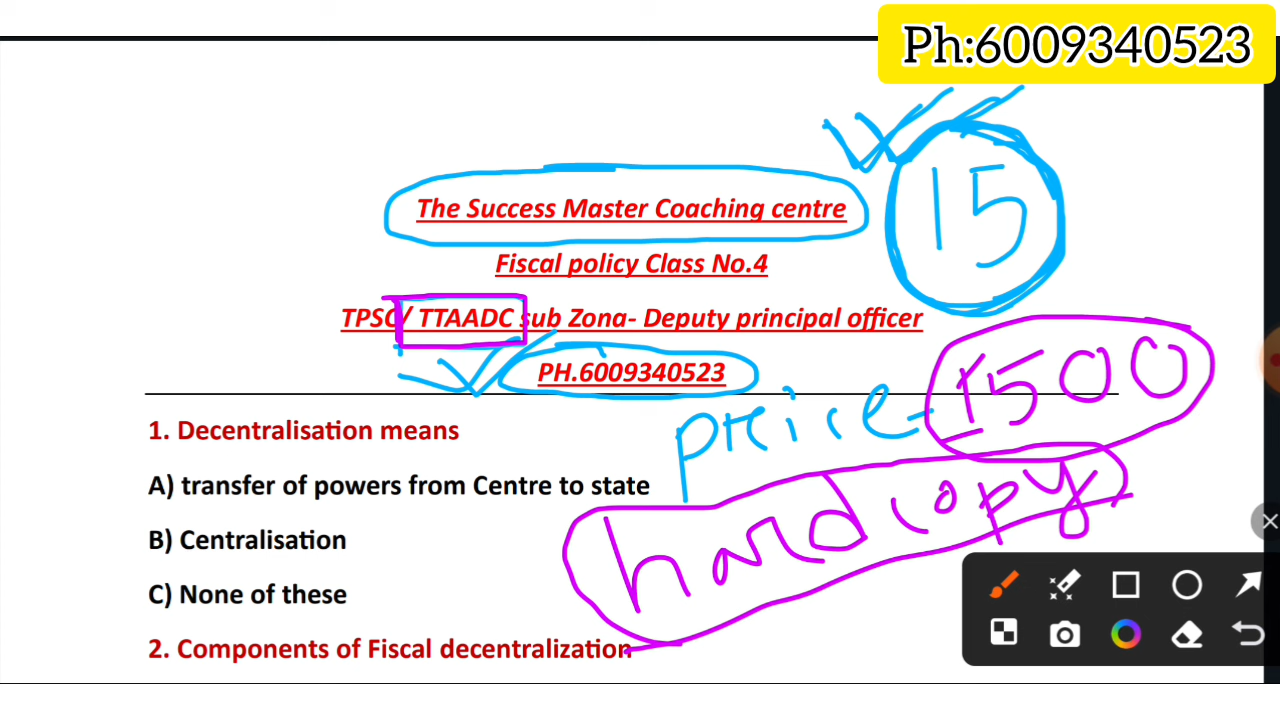 Ph:6009340523
15
The Success Master Coaching centre
Fiscal policy Class No.4
TPSC/ TTAADC sub Zona- Deputy principal officer
PH.6009340523
price- 1500
hard copy
1. Decentralisation means
A) transfer of powers from Centre to state
B) Centralisation
C) None of these
2. Components of Fiscal decentralization